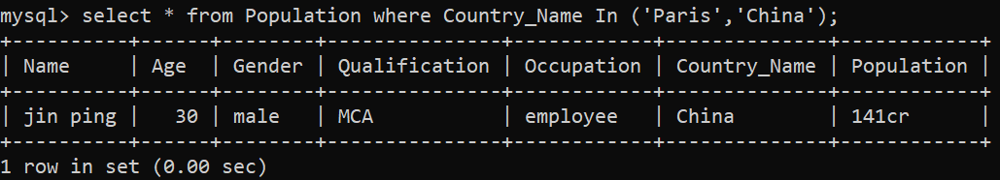 mysql> select * from Population where Country_Name In ('Paris','China');
+----------+------+--------+---------------+------------+--------------+------------+
| Name     | Age  | Gender | Qualification | Occupation | Country_Name | Population |
+----------+------+--------+---------------+------------+--------------+------------+
| jin ping |   30 | male   | MCA           | employee   | China        | 141cr      |
+----------+------+--------+---------------+------------+--------------+------------+
1 row in set (0.00 sec)